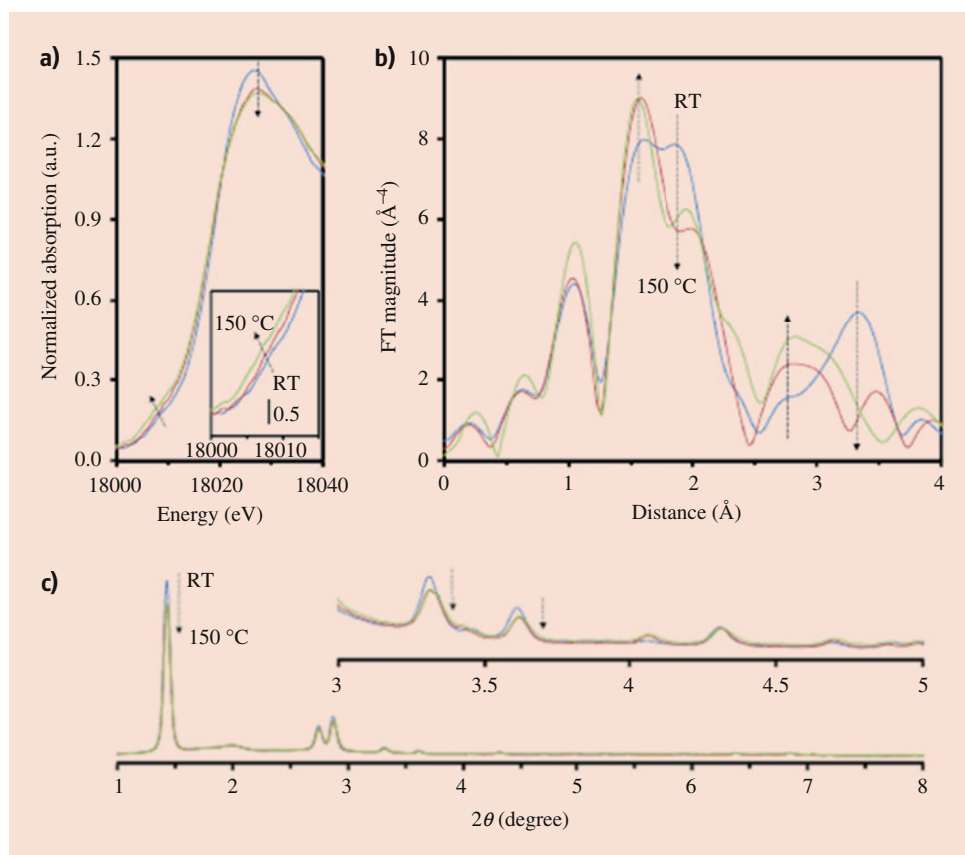 a)
1.5
1.2
0.9
0.6
0.3
0.0
Normalized absorption (a.u.)
150 °C
RT
0.5
18000 18010
18000 18020 18040
Energy (eV)
b)
10
8
6
4
2
0
FT magnitude (Å⁻⁴)
RT
150 °C
0 1 2 3 4
Distance (Å)
c)
RT
150 °C
3 3.5 4 4.5 5
1 2 3 4 5 6 7 8
2θ (degree)